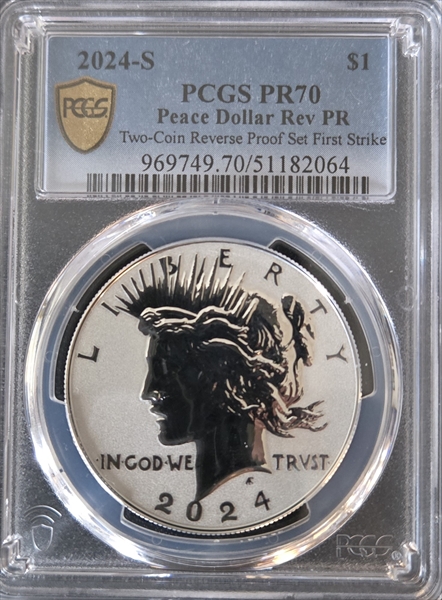 2024-S $1
PCGS PR70
PCGS
Peace Dollar Rev PR
Two-Coin Reverse Proof Set First Strike
969749.70/51182064
LIBERTY
IN·GOD·WE TRVST
2024
PCGS